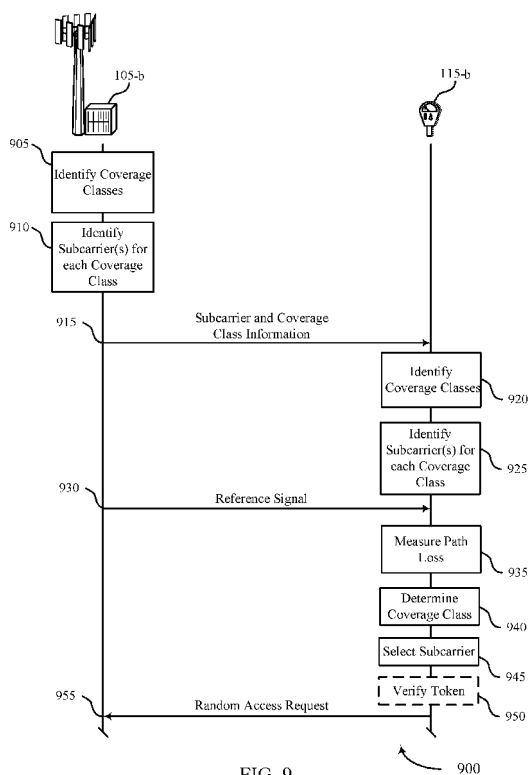 105-b
115-b
905
Identify Coverage
Classes
910
Identify
Subcarrier(s) for
each Coverage
Class
915
Subcarrier and Coverage
Class Information
Identify
Coverage Classes
920
Identify
Subcarrier(s) for
each Coverage
Class
925
930
Reference Signal
Measure Path
Loss
935
Determine
Coverage Class
940
Select Subcarrier
945
Verify Token
950
955
Random Access Request
900
FIG. 9